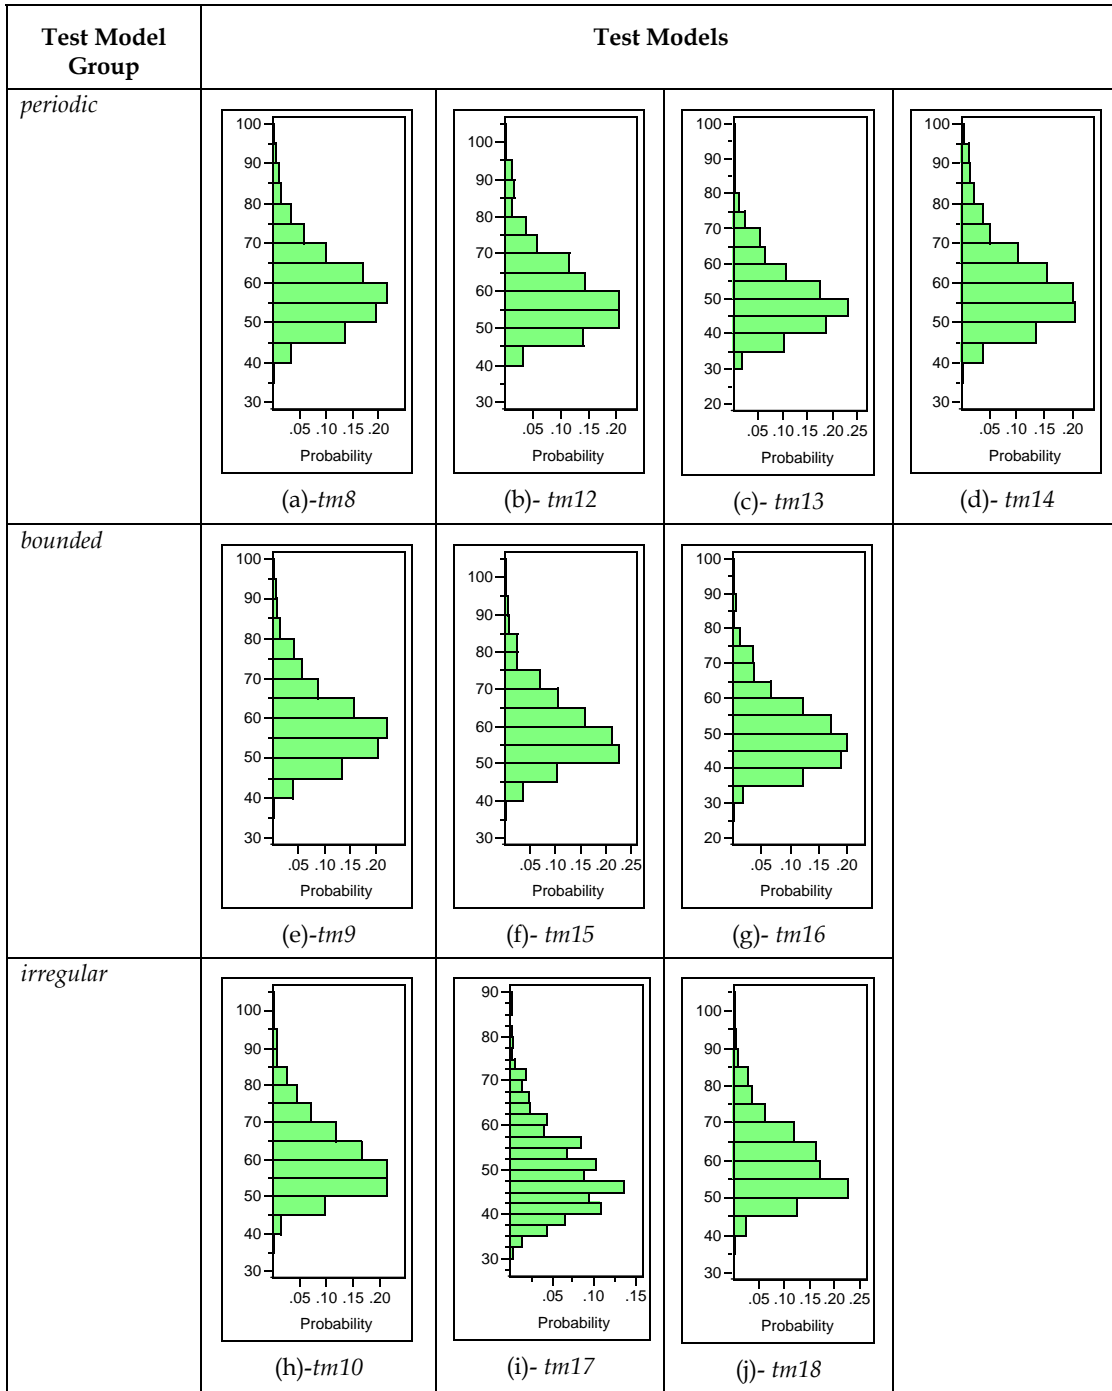 Test Model Group
Test Models
periodic
100
90
80
70
60
50
40
30
.05 .10 .15 .20
Probability
(a)-tm8
100
90
80
70
60
50
40
30
.05 .10 .15 .20
Probability
(b)- tm12
100
90
80
70
60
50
40
30
20
.05 .10 .15 .20 .25
Probability
(c)- tm13
100
90
80
70
60
50
40
30
.05 .10 .15 .20
Probability
(d)- tm14
bounded
100
90
80
70
60
50
40
30
.05 .10 .15 .20
Probability
(e)-tm9
100
90
80
70
60
50
40
30
.05 .10 .15 .20 .25
Probability
(f)- tm15
100
90
80
70
60
50
40
30
20
.05 .10 .15 .20
Probability
(g)- tm16
irregular
100
90
80
70
60
50
40
30
.05 .10 .15 .20
Probability
(h)-tm10
90
80
70
60
50
40
30
.05 .10 .15
Probability
(i)- tm17
100
90
80
70
60
50
40
30
.05 .10 .15 .20 .25
Probability
(j)- tm18